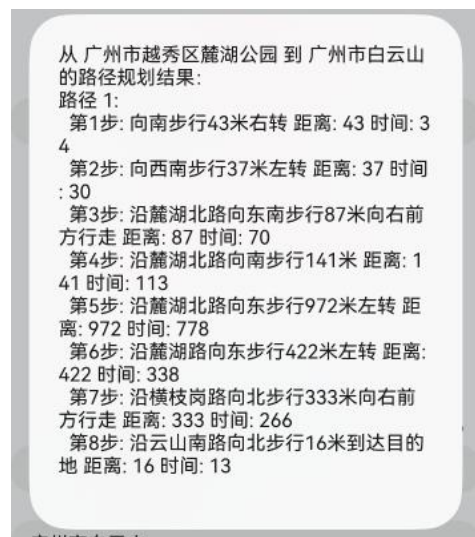 从 广州市越秀区麓湖公园 到 广州市白云山
的路径规划结果:
路径 1:
第1步: 向南步行43米右转 距离: 43 时间: 3
4
第2步: 向西南步行37米左转 距离: 37 时间
: 30
第3步: 沿麓湖北路向东南步行87米向右前
方行走 距离: 87 时间: 70
第4步: 沿麓湖北路向南步行141米 距离: 1
41 时间: 113
第5步: 沿麓湖北路向东步行972米左转 距
离: 972 时间: 778
第6步: 沿麓湖路向东步行422米左转 距离:
422 时间: 338
第7步: 沿横枝岗路向北步行333米向右前
方行走 距离: 333 时间: 266
第8步: 沿云山南路向北步行16米到达目的
地 距离: 16 时间: 13